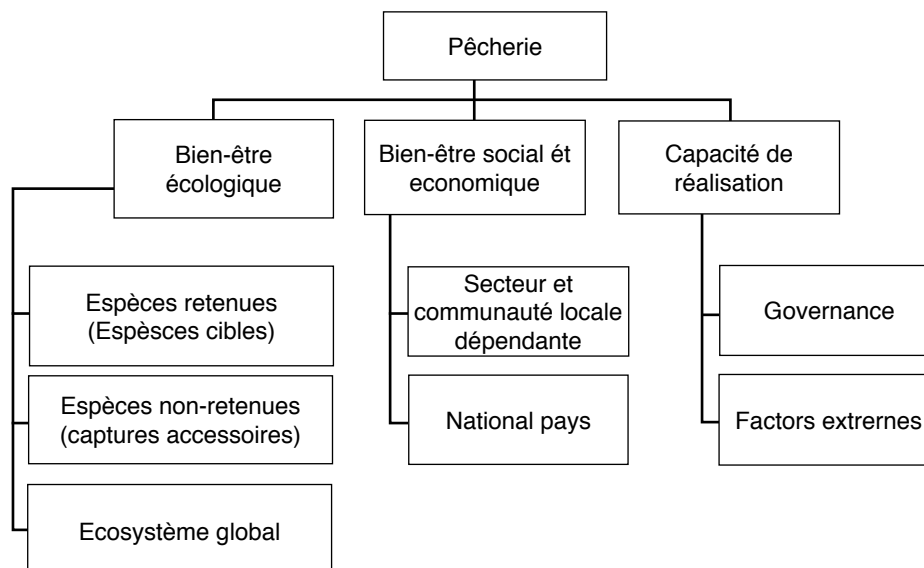 Pêcherie
Bien-être
écologique
Bien-être social ét
economique
Capacité de
réalisation
Espèces retenues
(Espèsces cibles)
Secteur et
communauté locale
dépendante
Governance
Espèces non-retenues
(captures accessoires)
National pays
Factors extrernes
Ecosystème global